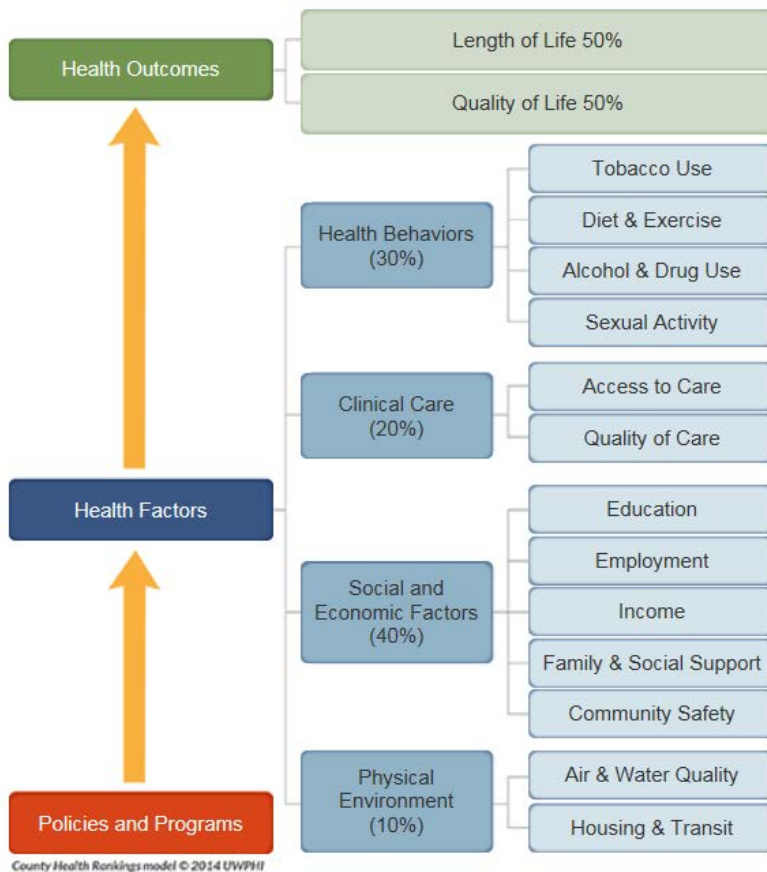 Health Outcomes
Length of Life 50%
Quality of Life 50%
Health Factors
Health Behaviors
(30%)
Tobacco Use
Diet & Exercise
Alcohol & Drug Use
Sexual Activity
Clinical Care
(20%)
Access to Care
Quality of Care
Social and
Economic Factors
(40%)
Education
Employment
Income
Family & Social Support
Community Safety
Physical
Environment
(10%)
Air & Water Quality
Housing & Transit
Policies and Programs
County Health Rankings model © 2014 UWPHI